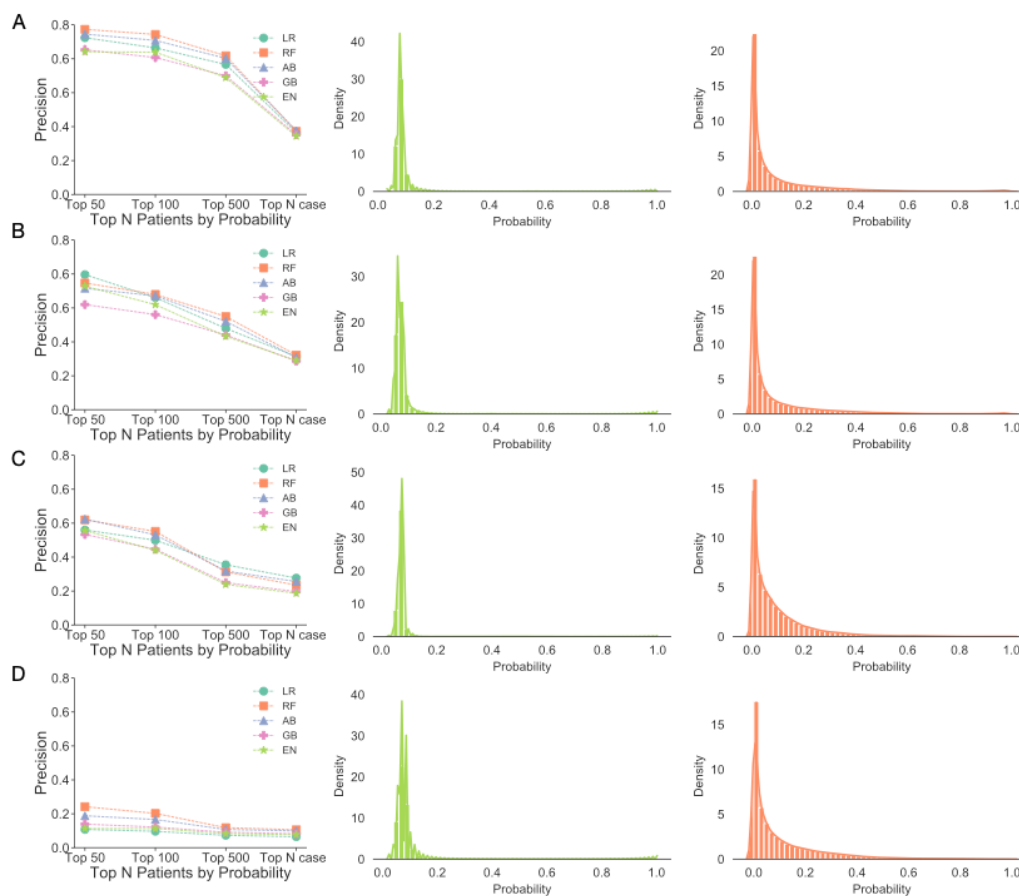 A
Precision
0.8
0.6
0.4
0.2
0.0
LR
RF
AB
GB
EN
Top 50 Top 100 Top 500 Top N case
Top N Patients by Probability
Density
40
30
20
10
0
0.0 0.2 0.4 0.6 0.8 1.0
Probability
Density
20
15
10
5
0
0.0 0.2 0.4 0.6 0.8 1.0
Probability
B
Precision
0.8
0.6
0.4
0.2
0.0
LR
RF
AB
GB
EN
Top 50 Top 100 Top 500 Top N case
Top N Patients by Probability
Density
30
20
10
0
0.0 0.2 0.4 0.6 0.8 1.0
Probability
Density
20
15
10
5
0
0.0 0.2 0.4 0.6 0.8 1.0
Probability
C
Precision
0.8
0.6
0.4
0.2
0.0
LR
RF
AB
GB
EN
Top 50 Top 100 Top 500 Top N case
Top N Patients by Probability
Density
50
40
30
20
10
0
0.0 0.2 0.4 0.6 0.8 1.0
Probability
Density
15
10
5
0
0.0 0.2 0.4 0.6 0.8 1.0
Probability
D
Precision
0.8
0.6
0.4
0.2
0.0
LR
RF
AB
GB
EN
Top 50 Top 100 Top 500 Top N case
Top N Patients by Probability
Density
40
30
20
10
0
0.0 0.2 0.4 0.6 0.8 1.0
Probability
Density
15
10
5
0
0.0 0.2 0.4 0.6 0.8 1.0
Probability